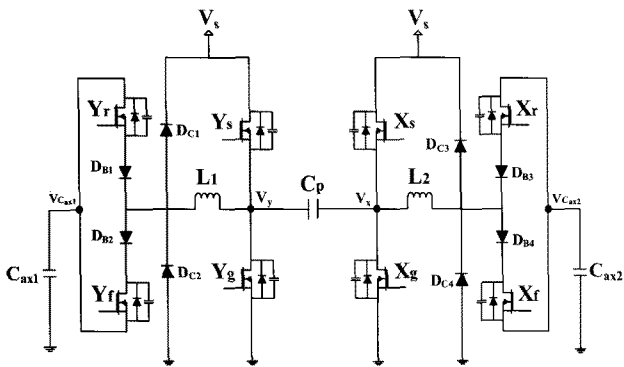 Vs Vs
Yr Ys Xs Xr
DC1 DC3
DB1 L1 Cp L2 DB3
VCax1 Vy Vx VCax2
DB2 DB4
Cax1 DC2 Yg Xg DC4 Cax2
Yf Xf